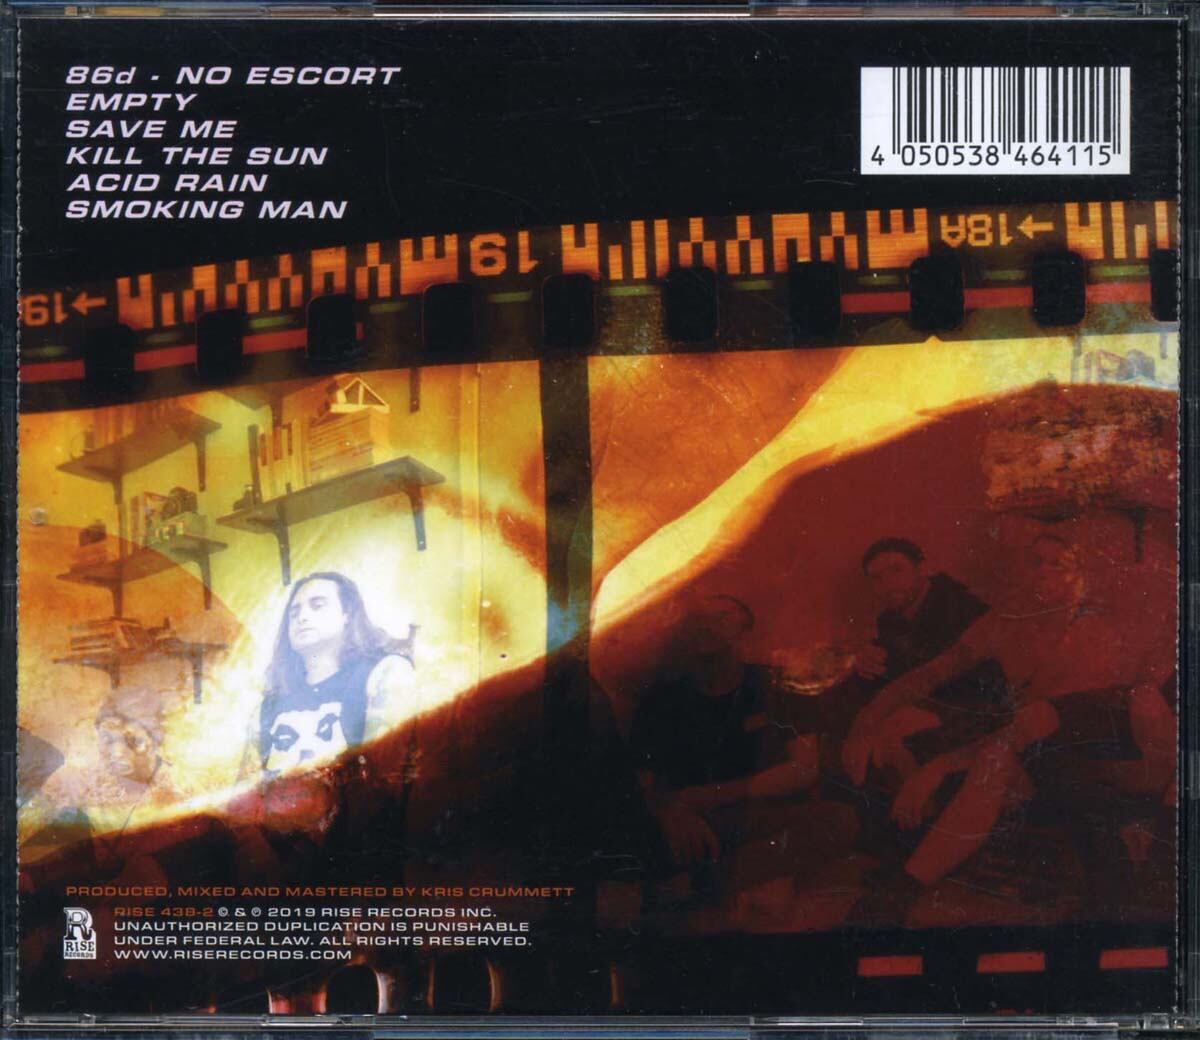 86d - NO ESCORT
EMPTY
SAVE ME
KILL THE SUN
ACID RAIN
SMOKING MAN
4 050538 464115
19
18A
PRODUCED, MIXED AND MASTERED BY KRIS CRUMMETT
R
RISE
RECORDS
RISE 438-2 © & ℗ 2019 RISE RECORDS INC.
UNAUTHORIZED DUPLICATION IS PUNISHABLE
UNDER FEDERAL LAW. ALL RIGHTS RESERVED.
WWW.RISERECORDS.COM